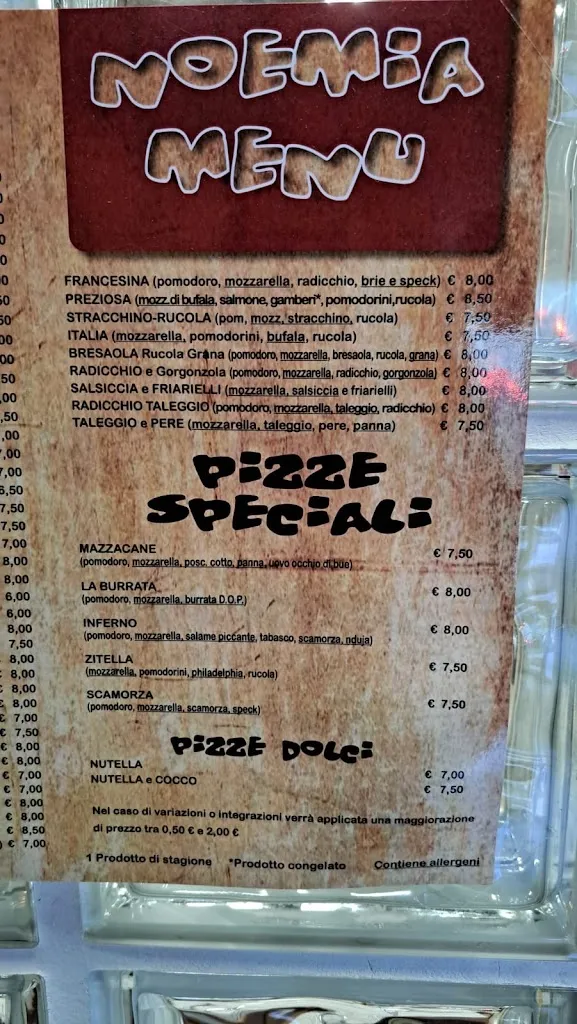 NOEMIA
MENU
FRANCESINA (pomodoro, mozzarella, radicchio, brie e speck) € 8,00
PREZIOSA (mozz.di bufala, salmone, gamberi*, pomodorini,rucola) € 8,50
STRACCHINO-RUCOLA (pom, mozz, stracchino, rucola) € 7,50
ITALIA (mozzarella, pomodorini, bufala, rucola) € 7,50
BRESAOLA Rucola Grana (pomodoro, mozzarella, bresaola, rucola, grana) € 8,00
RADICCHIO e Gorgonzola (pomodoro, mozzarella, radicchio, gorgonzola) € 8,00
SALSICCIA e FRIARIELLI (mozzarella, salsiccia e friarielli) € 8,00
RADICCHIO TALEGGIO (pomodoro, mozzarella, taleggio, radicchio) € 8,00
TALEGGIO e PERE (mozzarella, taleggio, pere, panna) € 7,50
PIZZE
SPECIALI
MAZZACANE € 7,50
(pomodoro, mozzarella, posc. cotto, panna, uovo occhio di bue)
LA BURRATA € 8,00
(pomodoro, mozzarella, burrata D.O.P.)
INFERNO € 8,00
(pomodoro, mozzarella, salame piccante, tabasco, scamorza, nduja)
ZITELLA € 7,50
(mozzarella, pomodorini, philadelphia, rucola)
SCAMORZA € 7,50
(pomodoro, mozzarella, scamorza, speck)
PIZZE DOLCI
NUTELLA € 7,00
NUTELLA e COCCO € 7,50
Nel caso di variazioni o integrazioni verrà applicata una maggiorazione
di prezzo tra 0,50 € e 2,00 €
1 Prodotto di stagione *Prodotto congelato Contiene allergeni